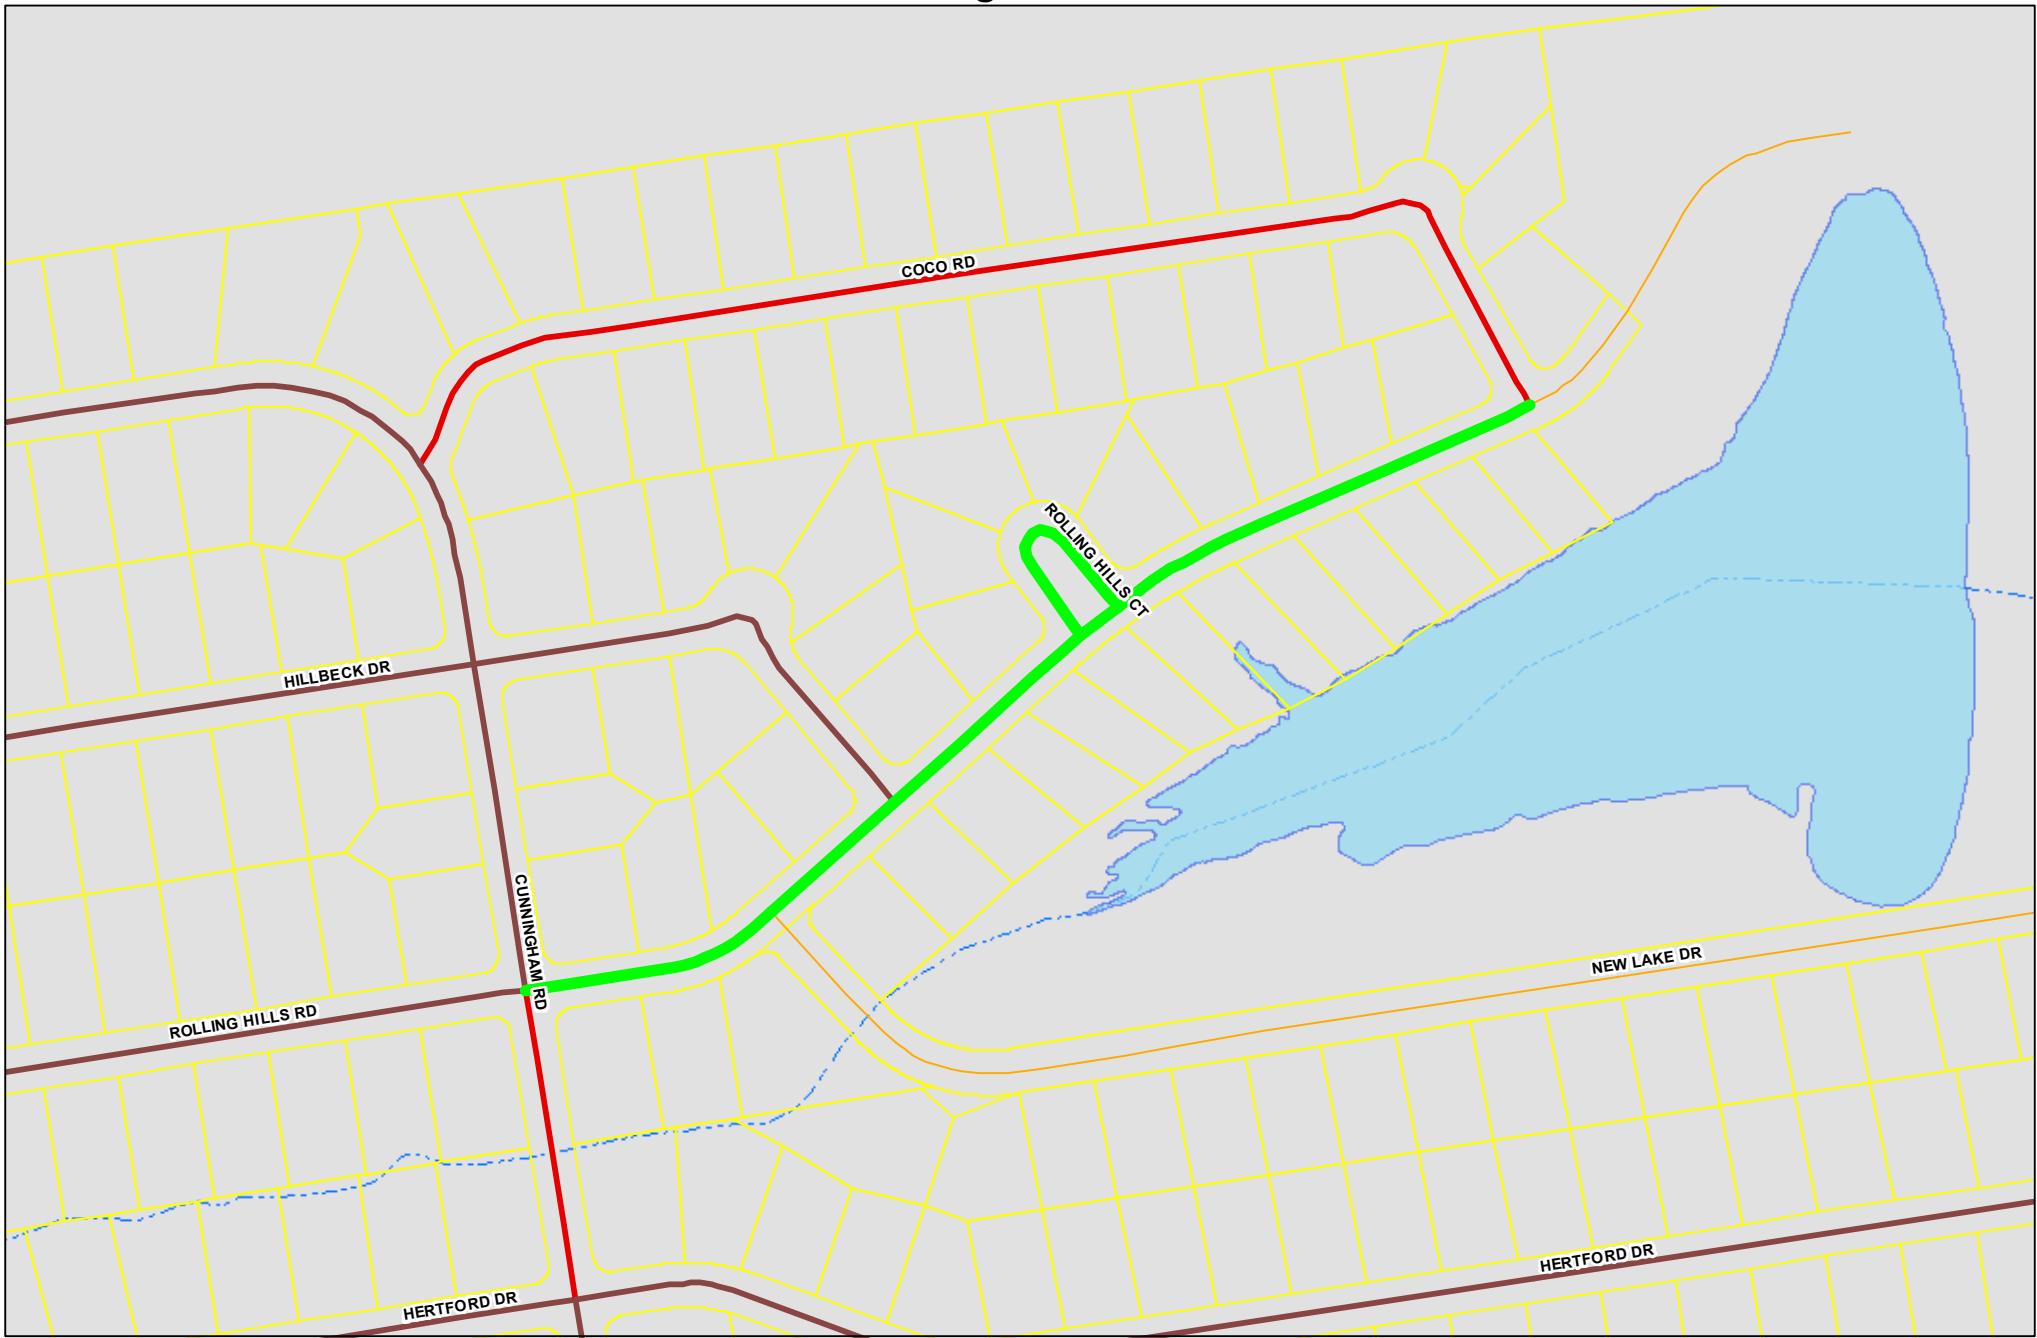 COCO RD
ROLLING HILLS CT
HILLBECK DR
CUNNINGHAM RD
NEW LAKE DR
ROLLING HILLS RD
HERTFORD DR
HERTFORD DR